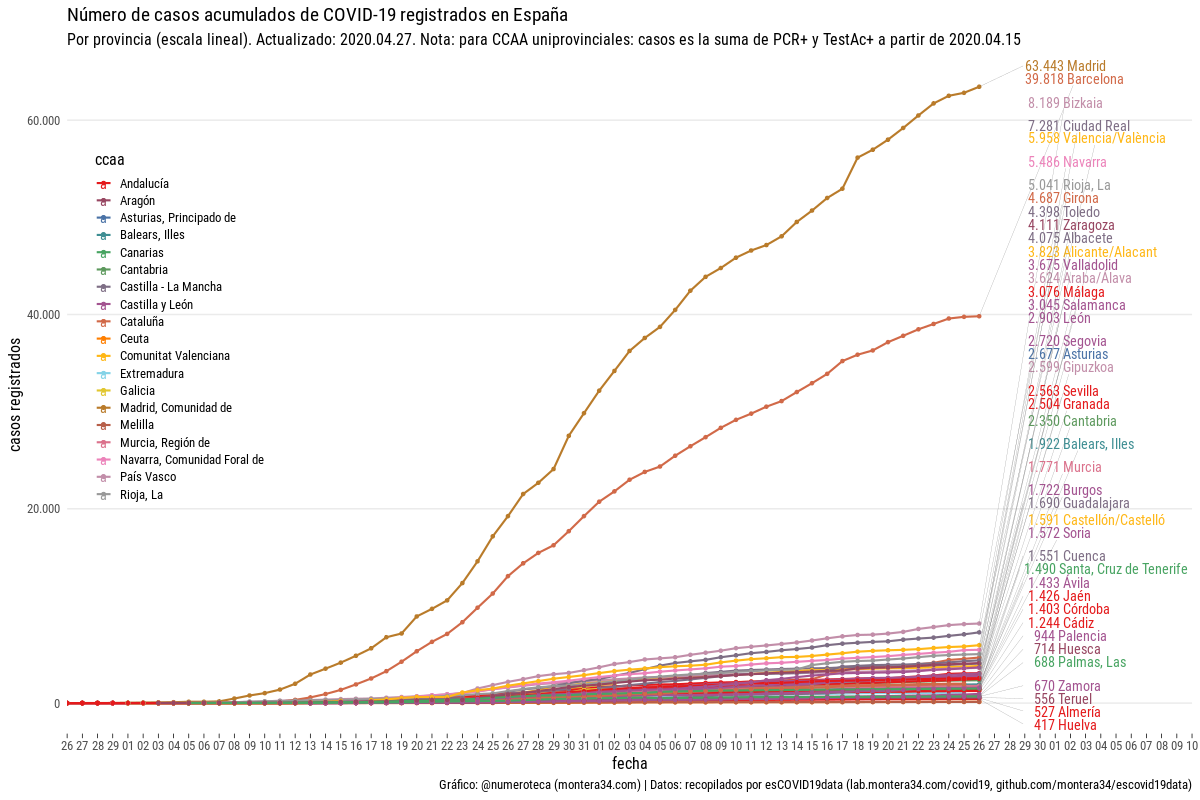 Número de casos acumulados de COVID-19 registrados en España
Por provincia (escala lineal). Actualizado: 2020.04.27. Nota: para CCAA uniprovinciales: casos es la suma de PCR+ y TestAc+ a partir de 2020.04.15
casos registrados
60.000
40.000
20.000
0
ccaa
Andalucía
Aragón
Asturias, Principado de
Balears, Illes
Canarias
Cantabria
Castilla - La Mancha
Castilla y León
Cataluña
Ceuta
Comunitat Valenciana
Extremadura
Galicia
Madrid, Comunidad de
Melilla
Murcia, Región de
Navarra, Comunidad Foral de
País Vasco
Rioja, La
63.443 Madrid
39.818 Barcelona
8.189 Bizkaia
7.281 Ciudad Real
5.958 Valencia/València
5.486 Navarra
5.041 Rioja, La
4.687 Girona
4.398 Toledo
4.111 Zaragoza
4.075 Albacete
3.823 Alicante/Alacant
3.675 Valladolid
3.624 Araba/Álava
3.076 Málaga
3.045 Salamanca
2.903 León
2.720 Segovia
2.677 Asturias
2.599 Gipuzkoa
2.563 Sevilla
2.504 Granada
2.350 Cantabria
1.922 Balears, Illes
1.771 Murcia
1.722 Burgos
1.690 Guadalajara
1.591 Castellón/Castelló
1.572 Soria
1.551 Cuenca
1.490 Santa, Cruz de Tenerife
1.433 Ávila
1.426 Jaén
1.403 Córdoba
1.244 Cádiz
944 Palencia
714 Huesca
688 Palmas, Las
670 Zamora
556 Teruel
527 Almería
417 Huelva
26 27 28 29 01 02 03 04 05 06 07 08 09 10 11 12 13 14 15 16 17 18 19 20 21 22 23 24 25 26 27 28 29 30 31 01 02 03 04 05 06 07 08 09 10 11 12 13 14 15 16 17 18 19 20 21 22 23 24 25 26 27 28 29 30 01 02 03 04 05 06 07 08 09 10
fecha
Gráfico: @numeroteca (montera34.com) | Datos: recopilados por esCOVID19data (lab.montera34.com/covid19, github.com/montera34/escovid19data)